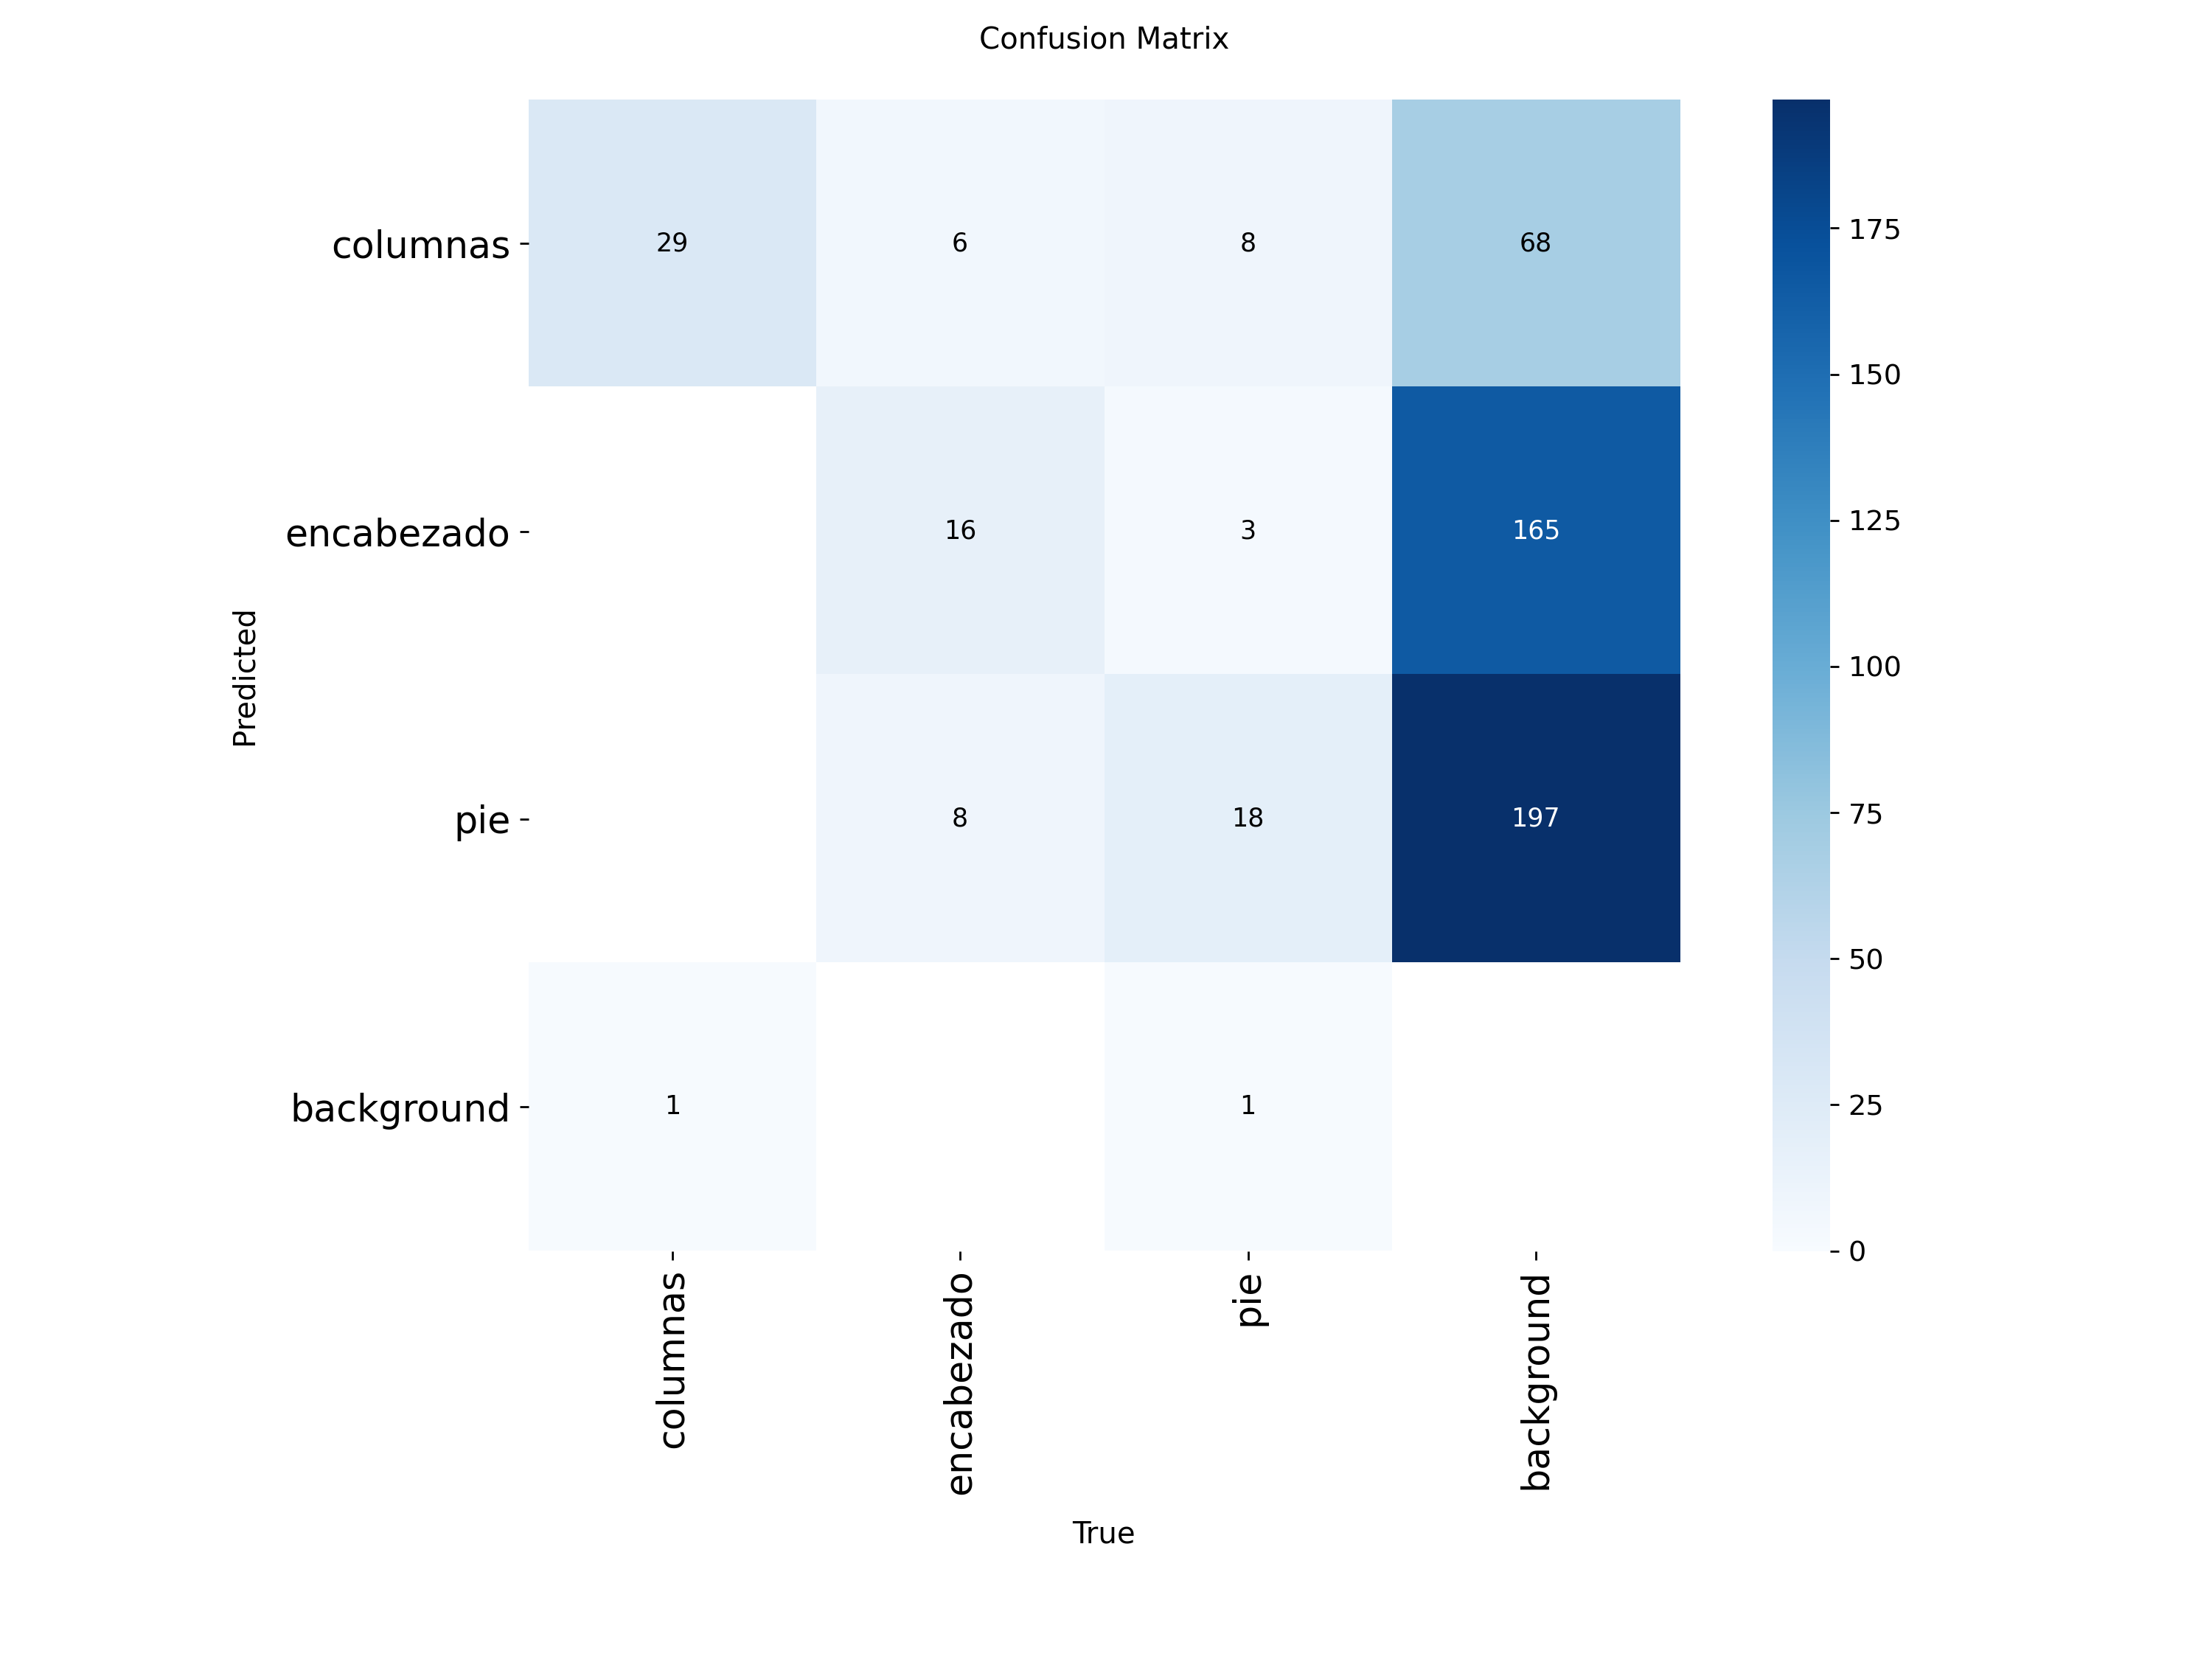 Confusion Matrix
columnas
29
6
8
68
encabezado
16
3
165
pie
8
18
197
background
1
1
columnas
encabezado
pie
background
True
Predicted
175
150
125
100
75
50
25
0